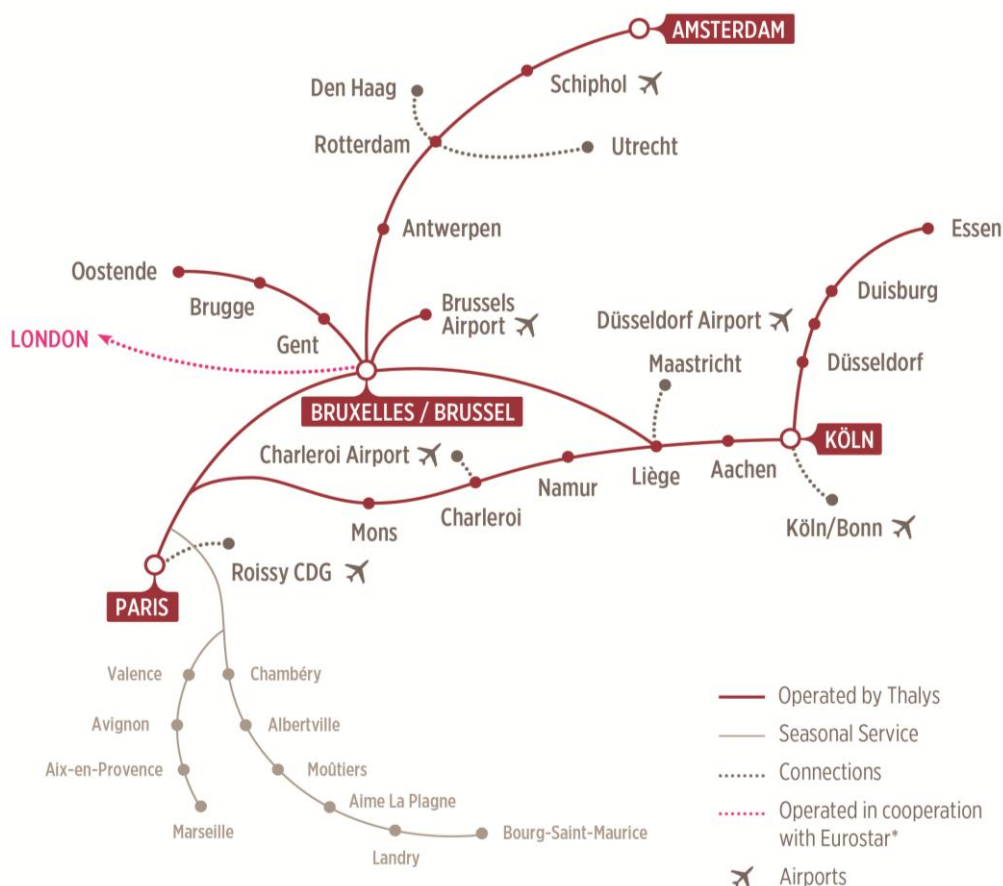 AMSTERDAM
Schiphol
Den Haag
Rotterdam
Utrecht
Antwerpen
Essen
Oostende
Brugge
Gent
Brussels
Airport
Duisburg
Düsseldorf Airport
LONDON
Maastricht
Düsseldorf
BRUXELLES / BRUSSEL
KÖLN
Charleroi Airport
Namur
Liège
Aachen
Mons
Charleroi
Köln/Bonn
Roissy CDG
PARIS
Valence
Chambéry
Avignon
Albertville
Aix-en-Provence
Moûtiers
Marseille
Aime La Plagne
Landry
Bourg-Saint-Maurice
Operated by Thalys
Seasonal Service
Connections
Operated in cooperation
with Eurostar*
Airports